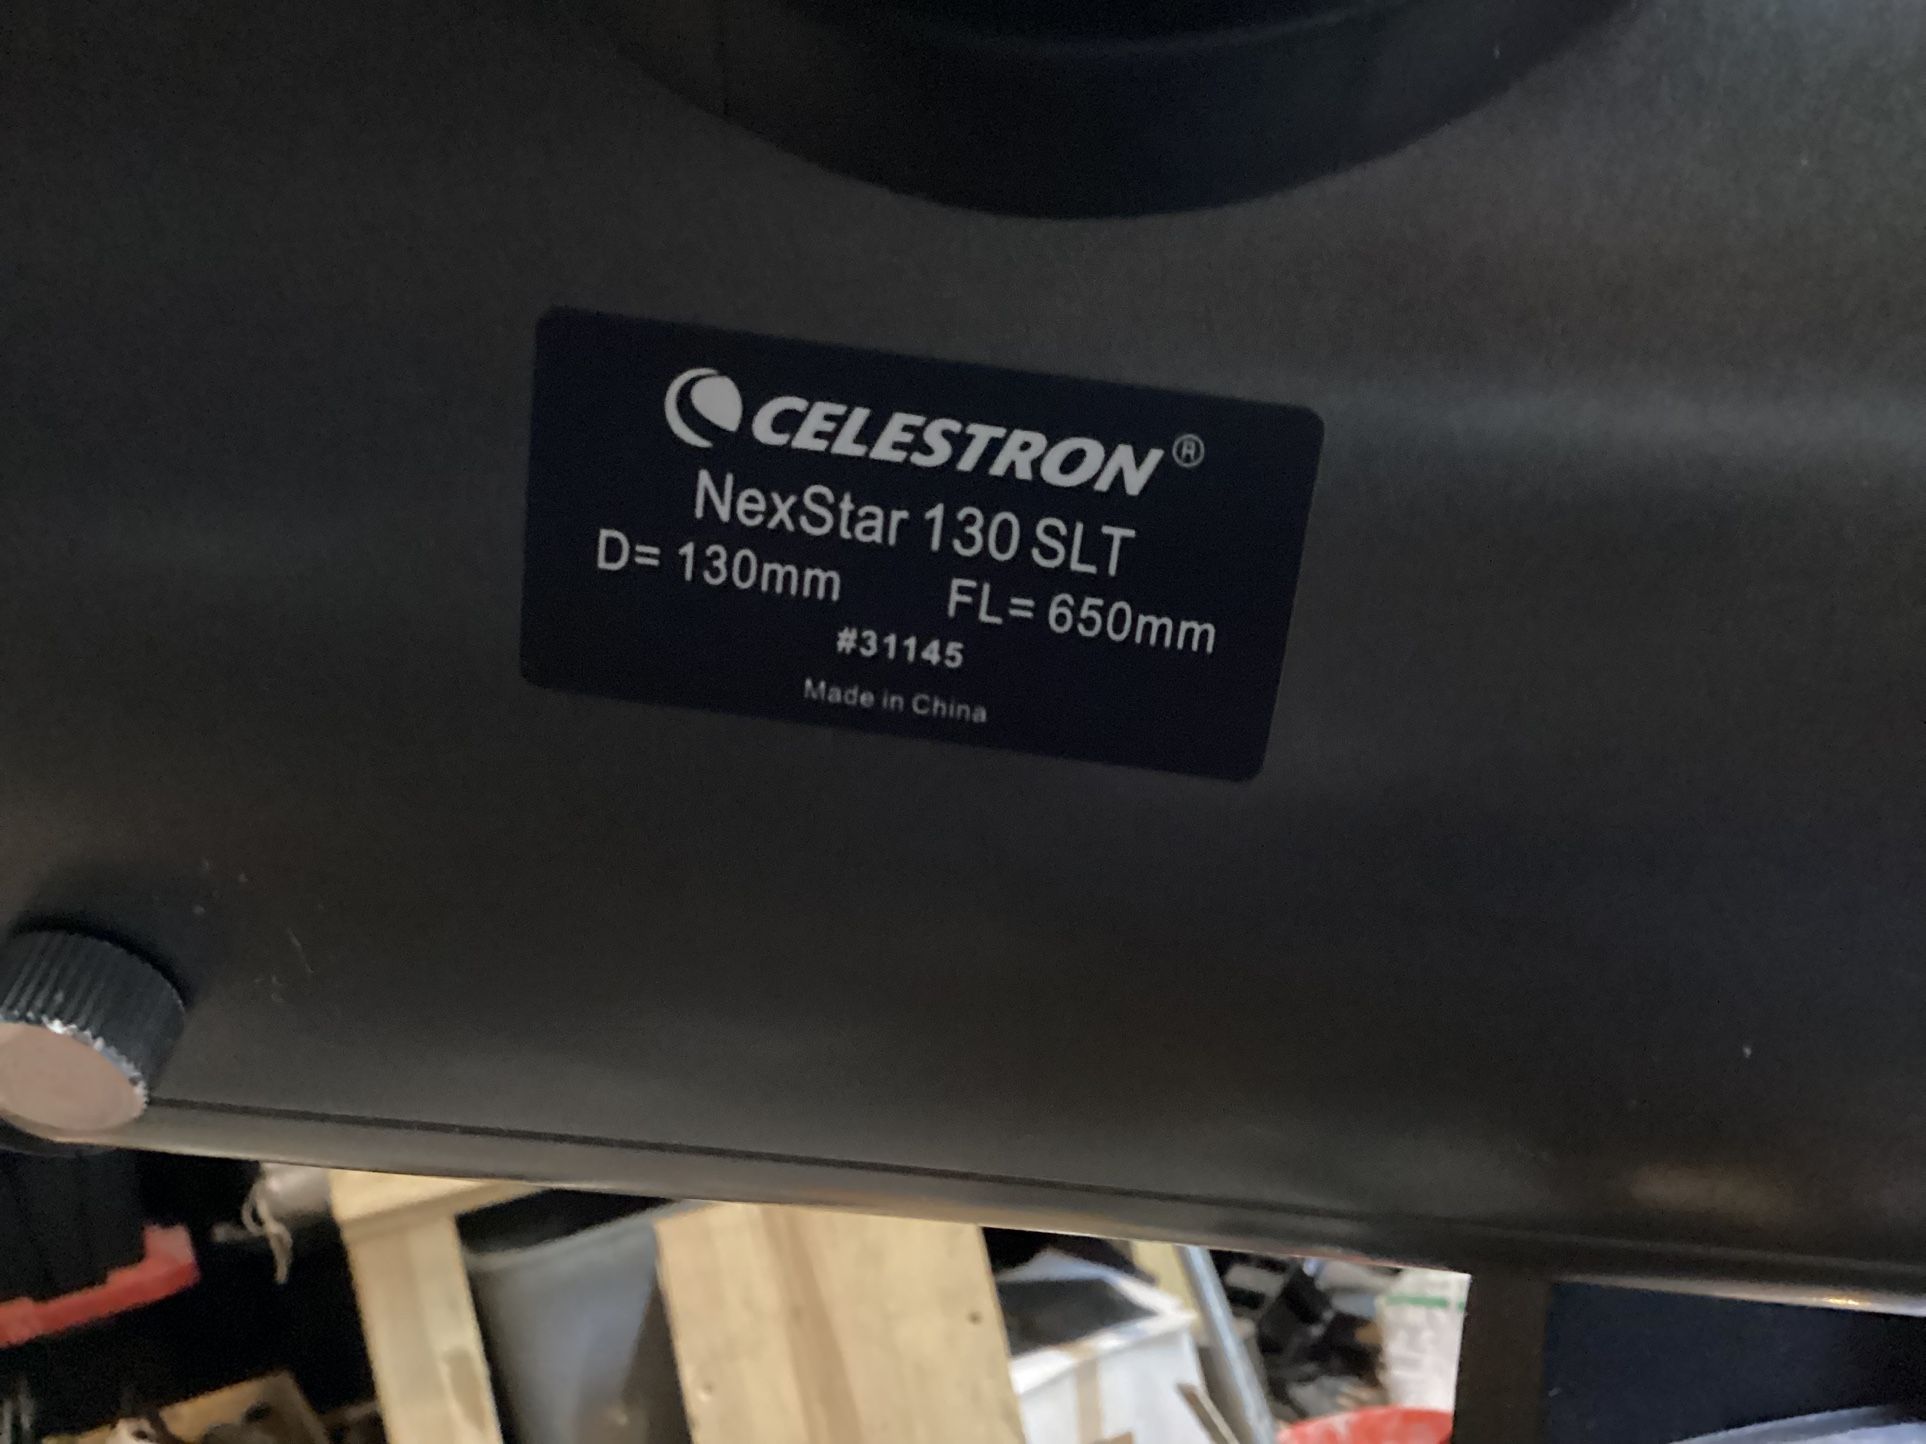 CELESTRON®
NexStar 130 SLT
D= 130mm FL= 650mm
#31145
Made in China